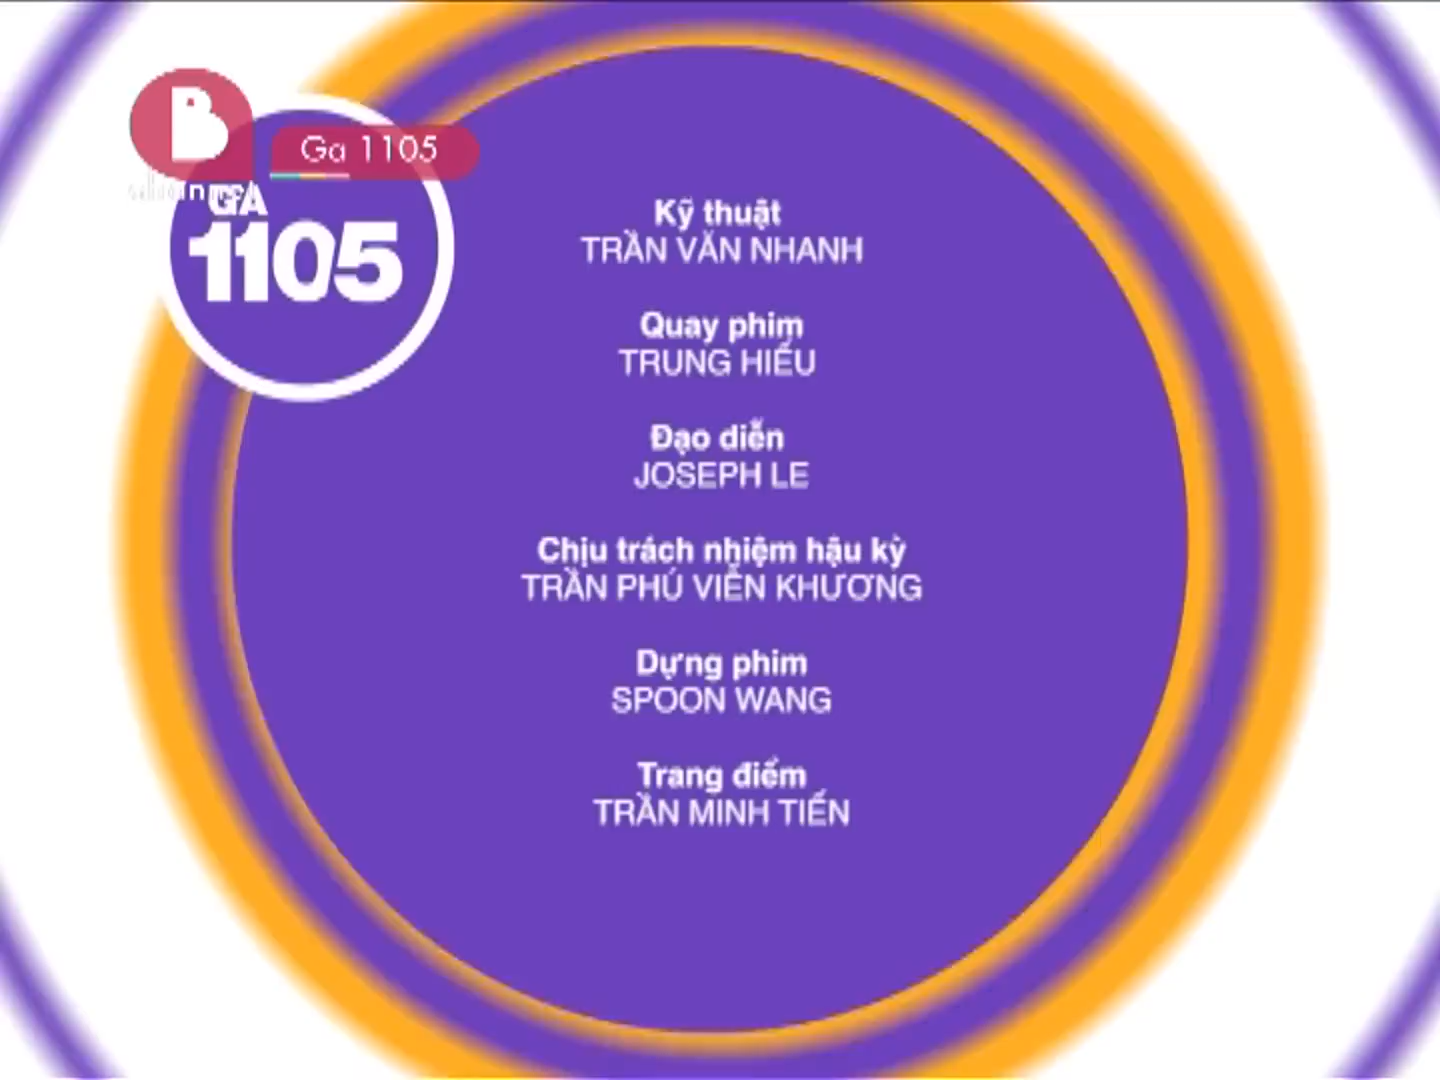 B
Ga 1105
GA
1105
Kỹ thuật
TRẦN VĂN NHANH
Quay phim
TRUNG HIẾU
Đạo diễn
JOSEPH LE
Chịu trách nhiệm hậu kỳ
TRẦN PHÚ VIỄN KHƯƠNG
Dựng phim
SPOON WANG
Trang điểm
TRẦN MINH TIẾN